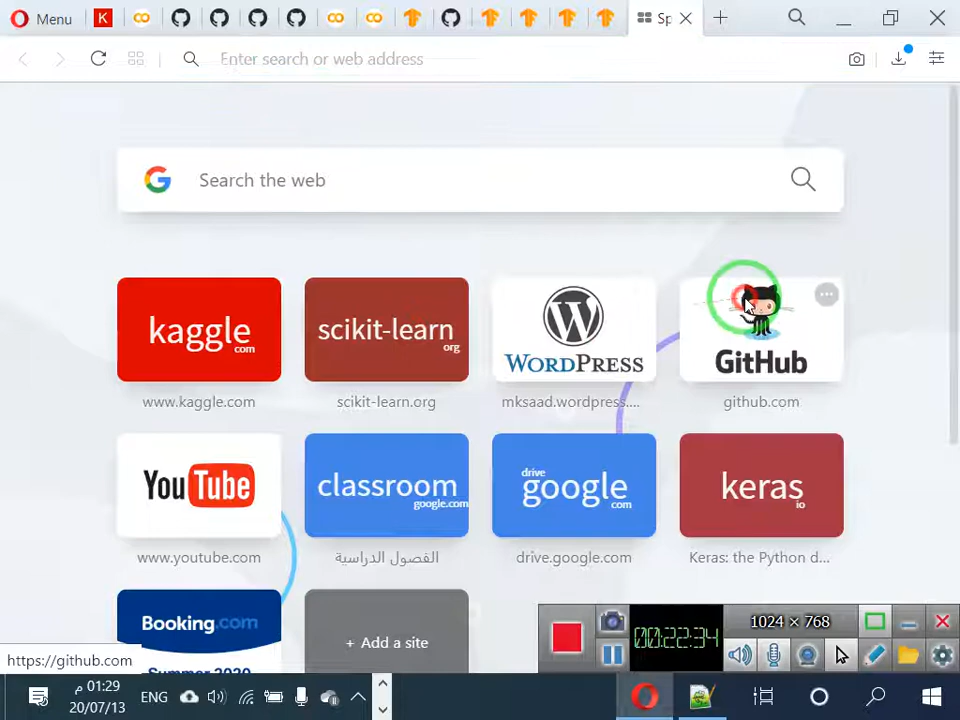 Menu
Sp
Enter search or web address
Search the web
kaggle
com
scikit-learn
org
WORDPRESS
GitHub
www.kaggle.com
scikit-learn.org
mksaad.wordpress....
github.com
YouTube
classroom
google.com
drive
google
com
keras
io
www.youtube.com
الفصول الدراسية
drive.google.com
Keras: the Python d...
Booking.com
Summer 2020
+ Add a site
1024 × 768
00:22:34
https://github.com
01:29 م
20/07/13
ENG